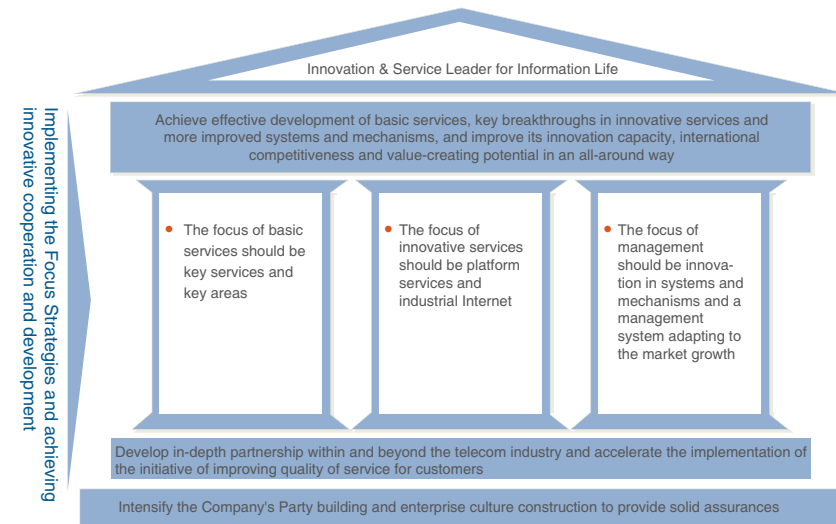 Innovation & Service Leader for Information Life
Implementing the Focus Strategies and achieving
innovative cooperation and development
Achieve effective development of basic services, key breakthroughs in innovative services and
more improved systems and mechanisms, and improve its innovation capacity, international
competitiveness and value-creating potential in an all-around way
• The focus of basic
services should be
key services and
key areas
• The focus of
innovative services
should be platform
services and
industrial Internet
• The focus of
management
should be innova-
tion in systems and
mechanisms and a
management
system adapting to
the market growth
Develop in-depth partnership within and beyond the telecom industry and accelerate the implementation of
the initiative of improving quality of service for customers
Intensify the Company's Party building and enterprise culture construction to provide solid assurances